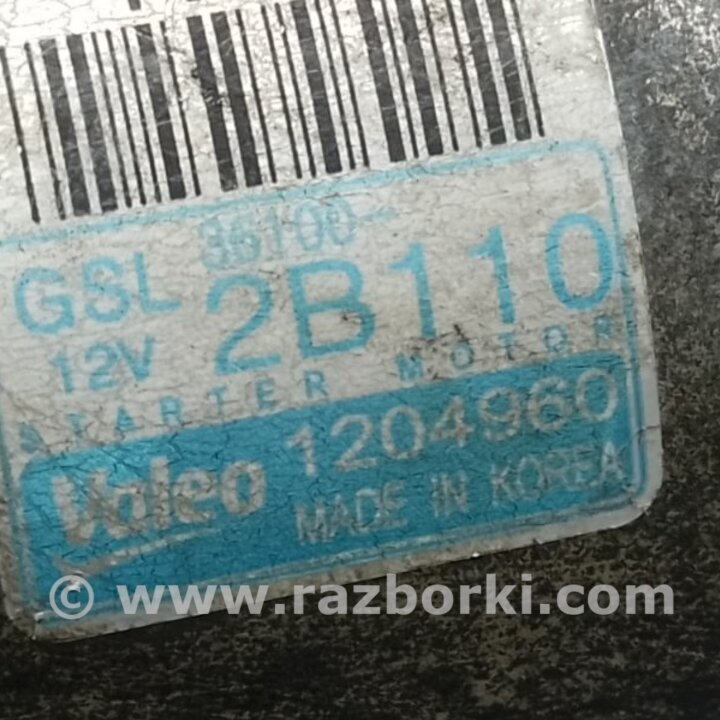 GSL 36100-
12V 2B110
STARTER MOTOR
Valeo 1204960
MADE IN KOREA
© www.razborki.com